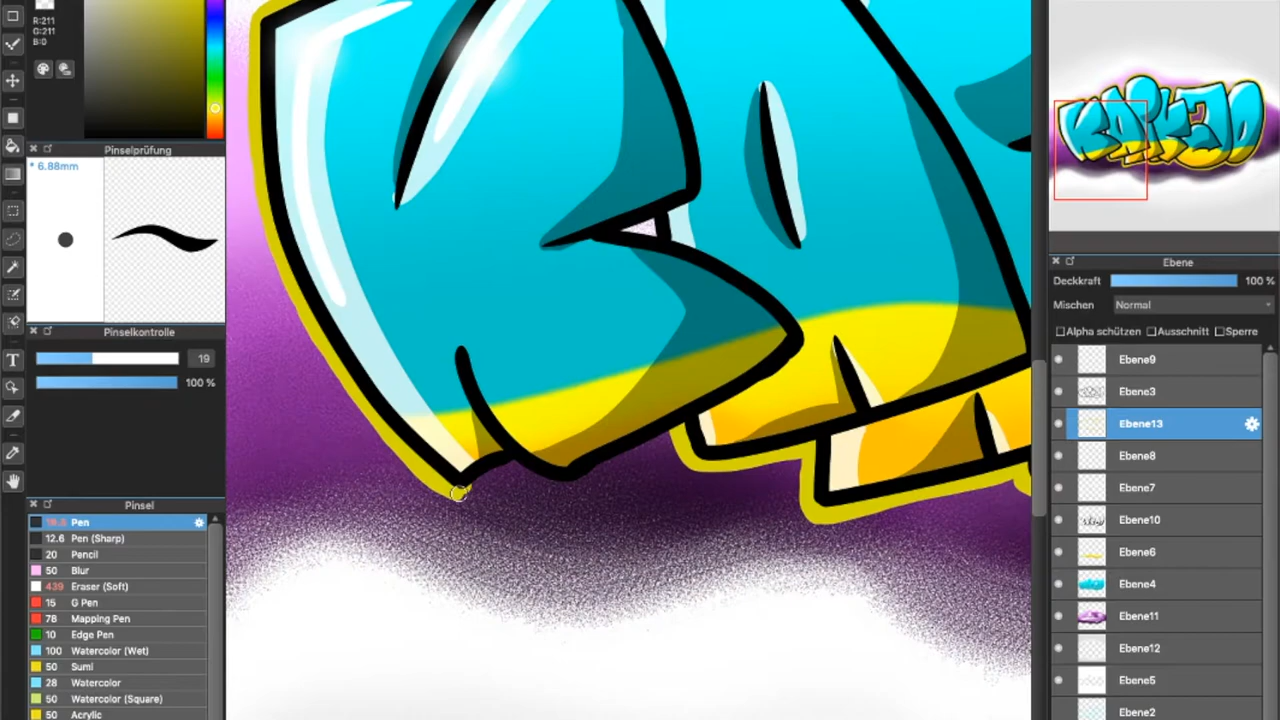 R:211
G:211
B:0
Pinselprüfung
* 6.88mm
Pinselkontrolle
19
100 %
Pinsel
Pen
12.6 Pen (Sharp)
20 Pencil
50 Blur
439 Eraser (Soft)
15 G Pen
78 Mapping Pen
10 Edge Pen
100 Watercolor (Wet)
50 Sumi
28 Watercolor
50 Watercolor (Square)
50 Acrylic
Ebene
Deckkraft 100 %
Mischen Normal
Alpha schützen Ausschnitt Sperre
Ebene9
Ebene3
Ebene13
Ebene8
Ebene7
Ebene10
Ebene6
Ebene4
Ebene11
Ebene12
Ebene5
Ebene2